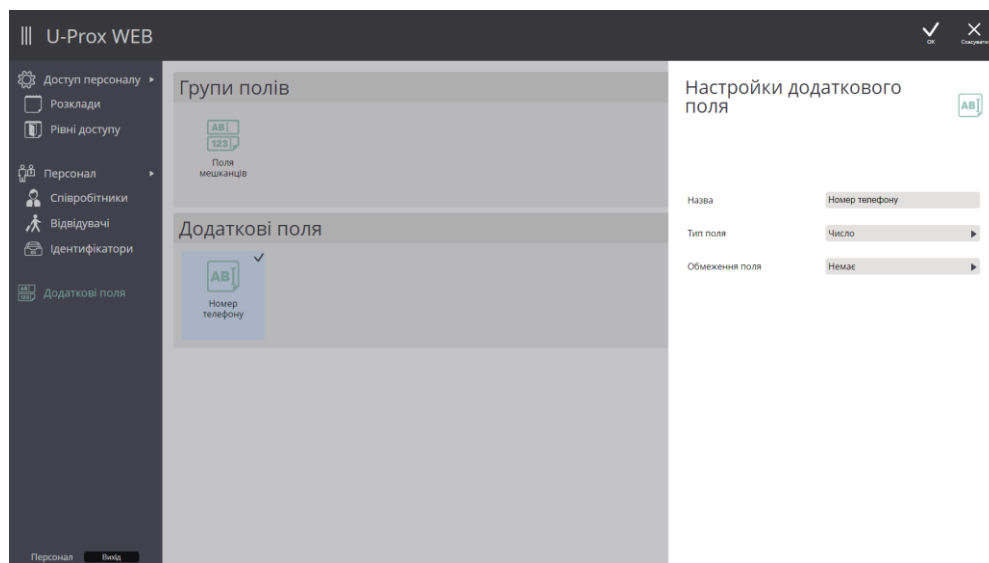 U-Prox WEB
ОК
Скасувати
Доступ персоналу
Розклади
Рівні доступу
Персонал
Співробітники
Відвідувачі
Ідентифікатори
Додаткові поля
Персонал
Вихід
Групи полів
AB
123
Поля
мешканців
Додаткові поля
AB
Номер
телефону
Настройки додаткового
поля
AB
Назва
Номер телефону
Тип поля
Число
Обмеження поля
Немає